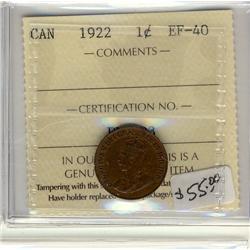 CAN 1922 1¢ EF-40
COMMENTS
CERTIFICATION NO.
IN OU IS IS A
GENU ITEM
Tampering with this
Have holder replaced
$55.00